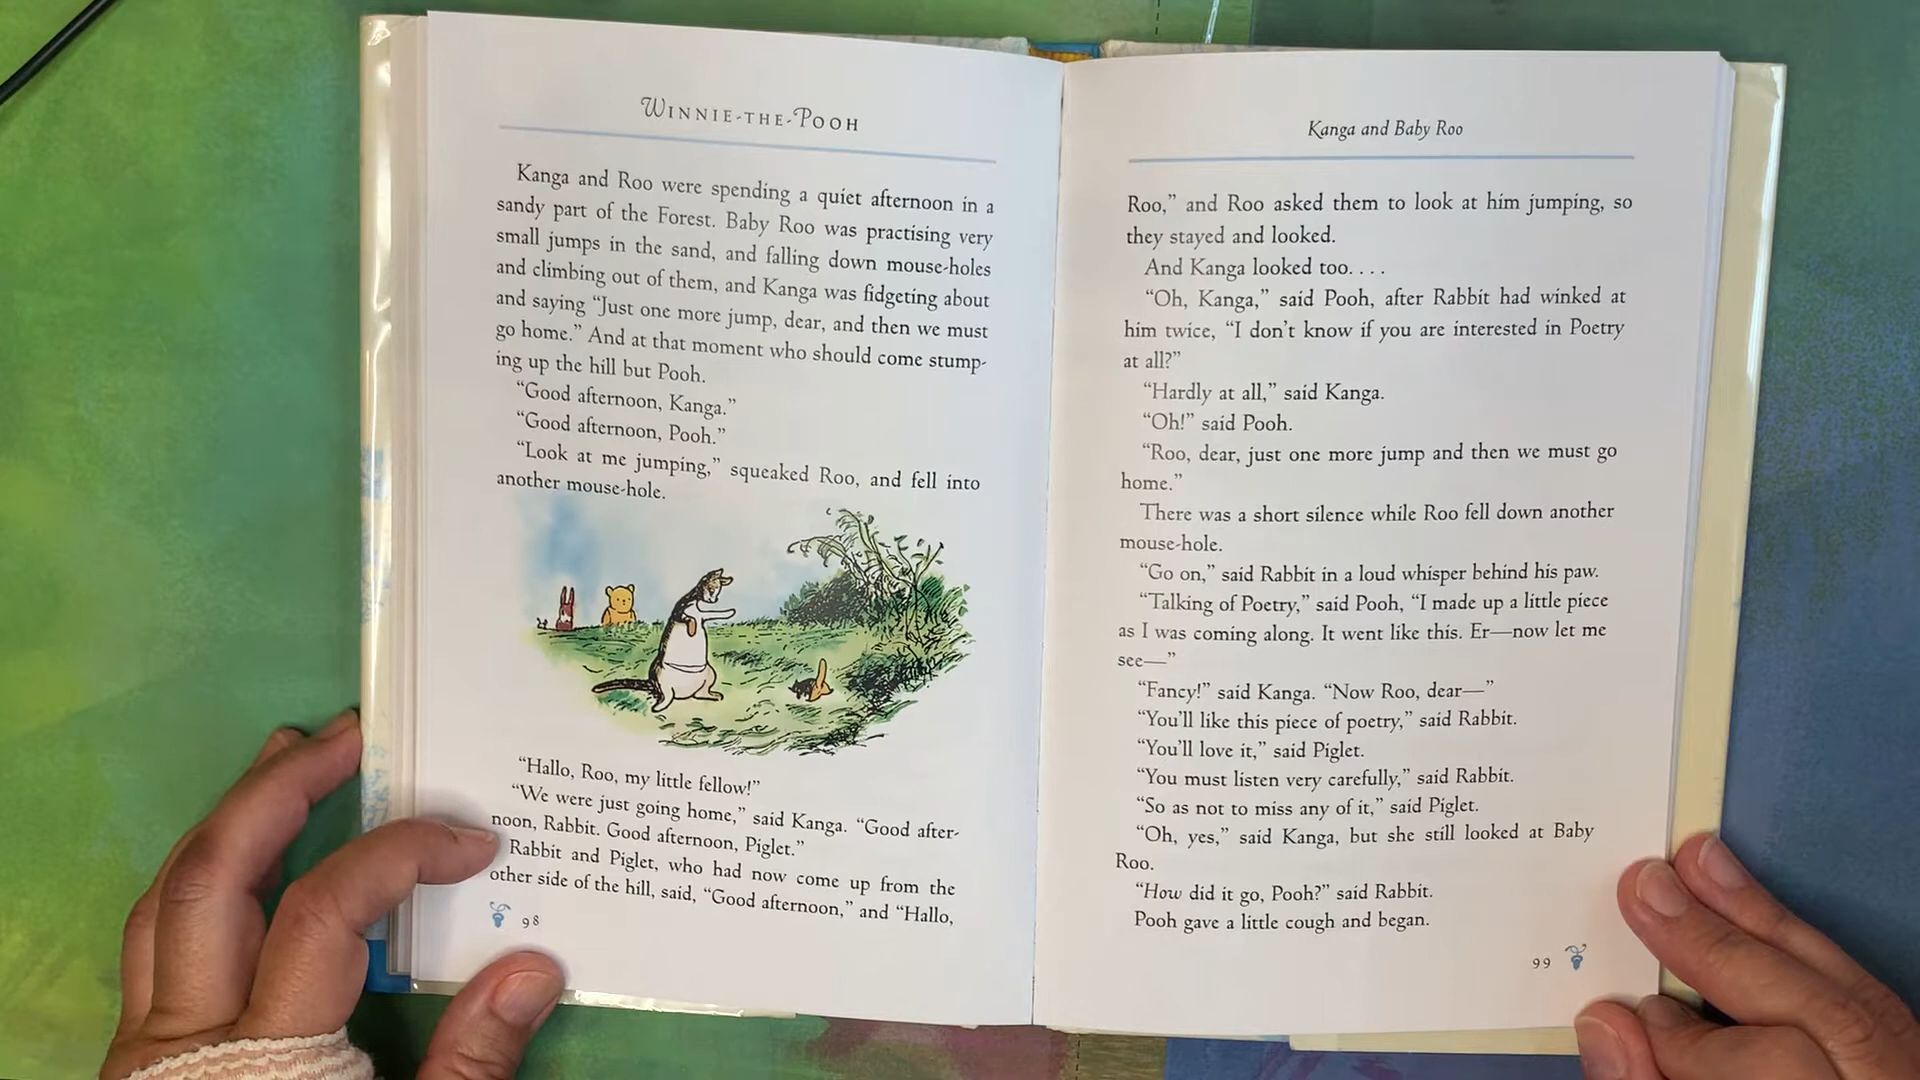 WINNIE-THE-POOH
Kanga and Roo were spending a quiet afternoon in a
sandy part of the Forest. Baby Roo was practising very
small jumps in the sand, and falling down mouse-holes
and climbing out of them, and Kanga was fidgeting about
and saying “Just one more jump, dear, and then we must
go home.” And at that moment who should come stump-
ing up the hill but Pooh.
“Good afternoon, Kanga.”
“Good afternoon, Pooh.”
“Look at me jumping,” squeaked Roo, and fell into
another mouse-hole.
“Hallo, Roo, my little fellow!”
“We were just going home,” said Kanga. “Good after-
noon, Rabbit. Good afternoon, Piglet.”
Rabbit and Piglet, who had now come up from the
other side of the hill, said, “Good afternoon,” and “Hallo,
98
Kanga and Baby Roo
Roo,” and Roo asked them to look at him jumping, so
they stayed and looked.
And Kanga looked too. . . .
“Oh, Kanga,” said Pooh, after Rabbit had winked at
him twice, “I don’t know if you are interested in Poetry
at all?”
“Hardly at all,” said Kanga.
“Oh!” said Pooh.
“Roo, dear, just one more jump and then we must go
home.”
There was a short silence while Roo fell down another
mouse-hole.
“Go on,” said Rabbit in a loud whisper behind his paw.
“Talking of Poetry,” said Pooh, “I made up a little piece
as I was coming along. It went like this. Er—now let me
see—”
“Fancy!” said Kanga. “Now Roo, dear—”
“You’ll like this piece of poetry,” said Rabbit.
“You’ll love it,” said Piglet.
“You must listen very carefully,” said Rabbit.
“So as not to miss any of it,” said Piglet.
“Oh, yes,” said Kanga, but she still looked at Baby
Roo.
“How did it go, Pooh?” said Rabbit.
Pooh gave a little cough and began.
99